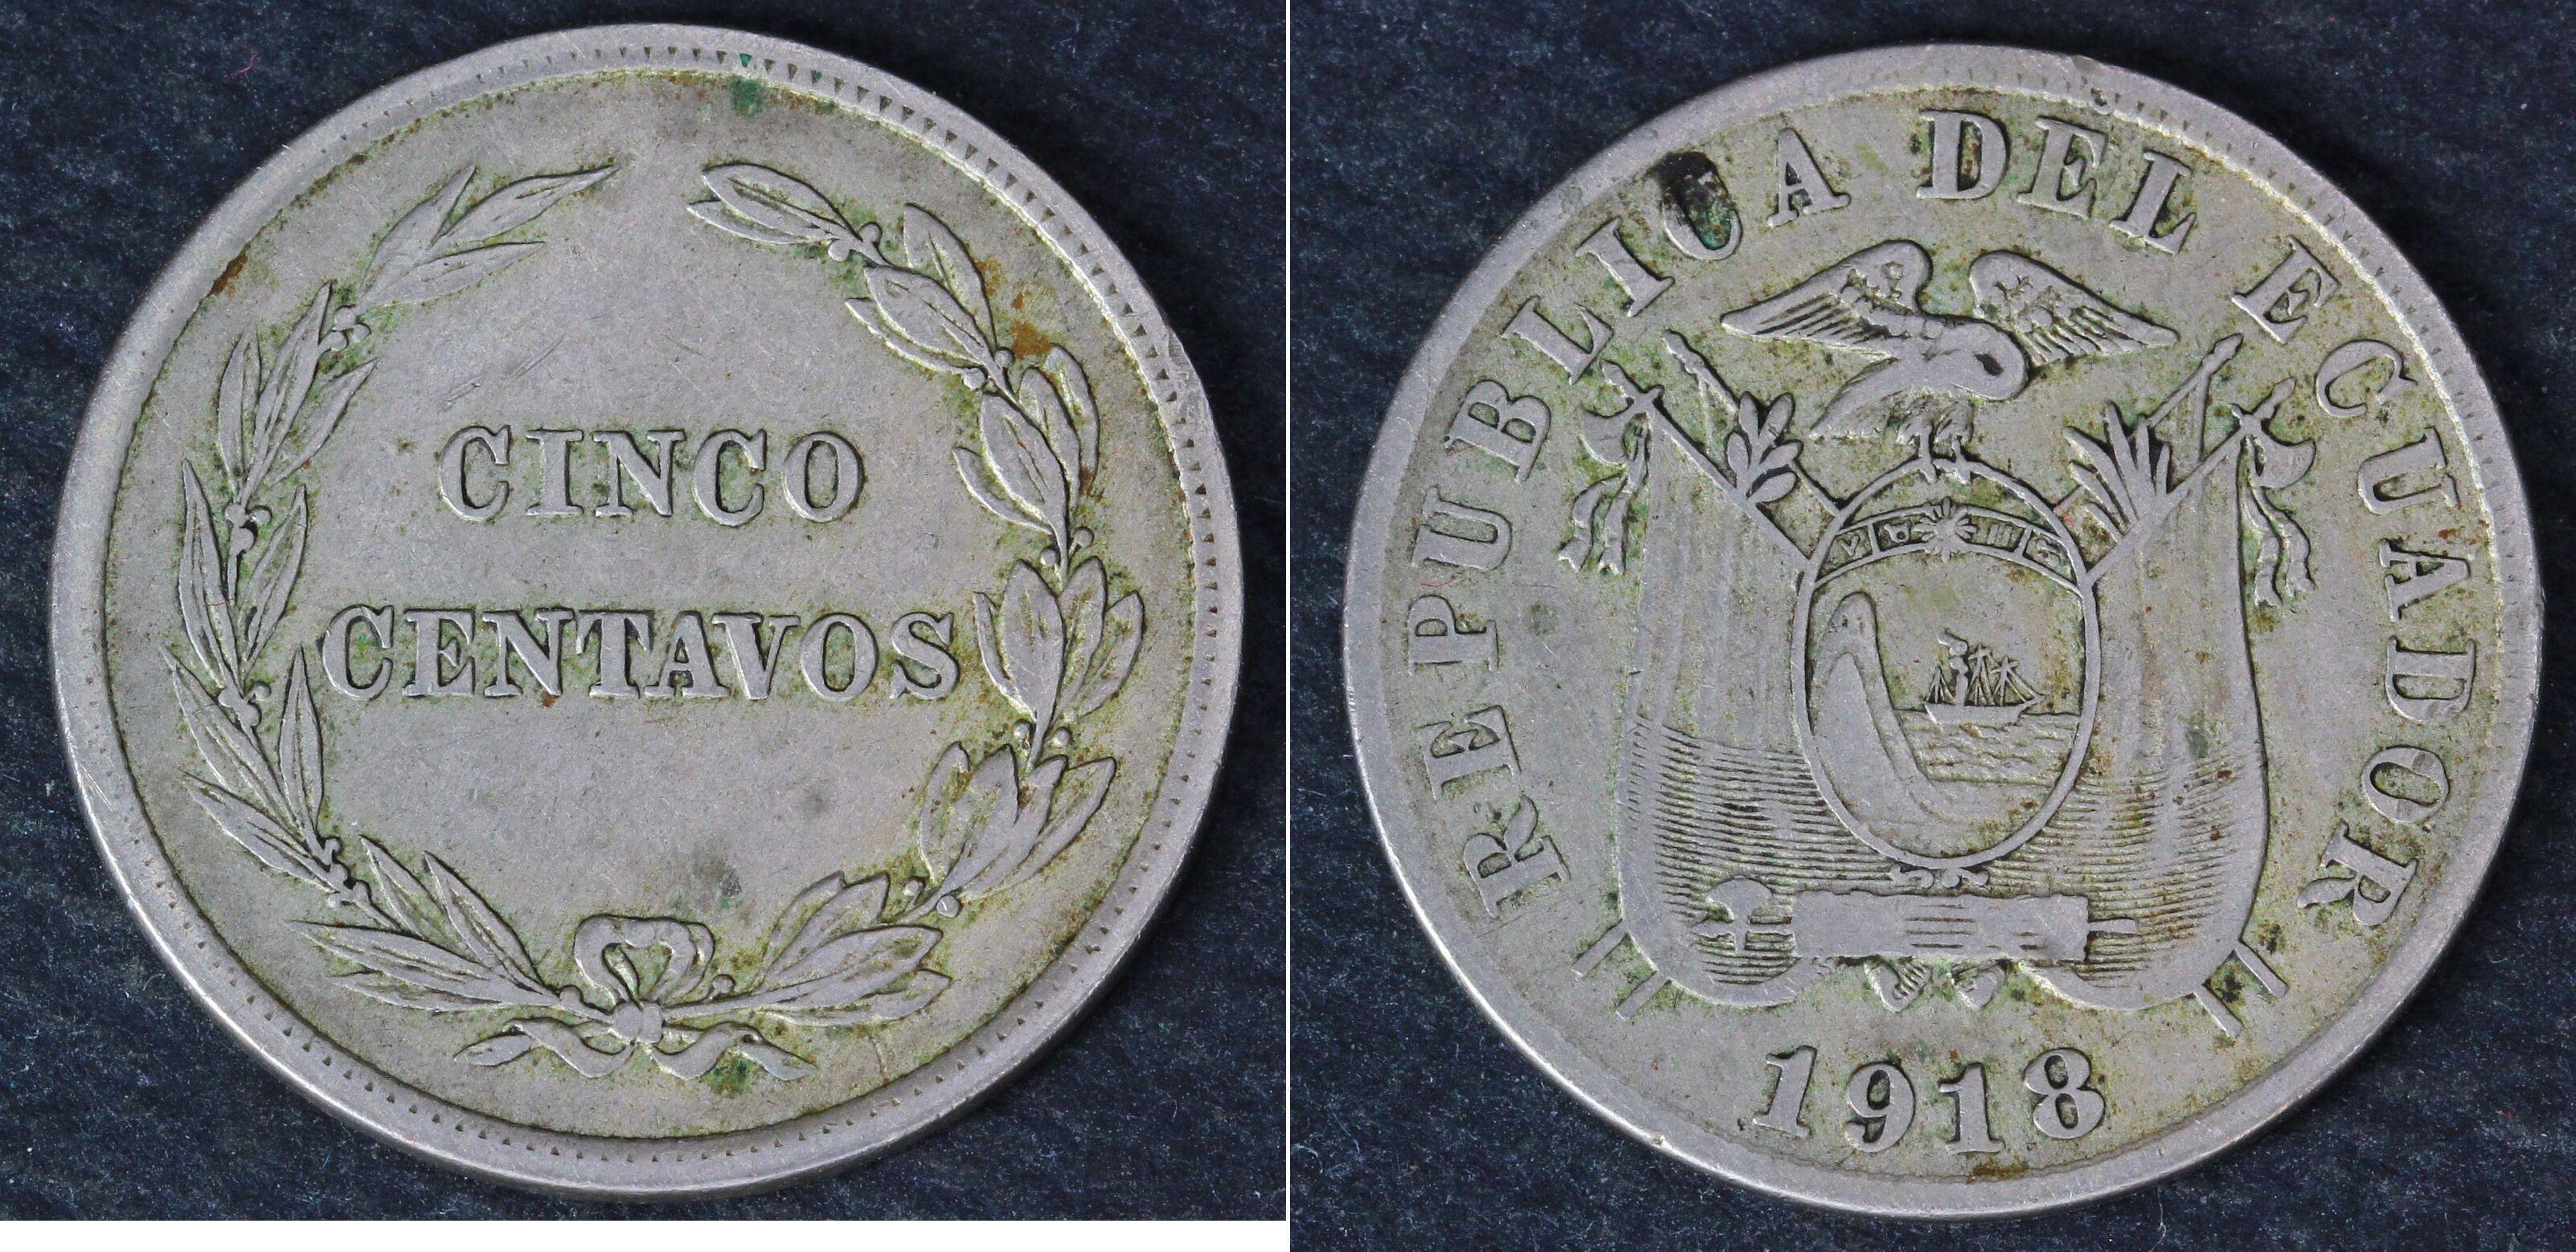 CINCO
CENTAVOS
REPUBLICA DEL ECUADOR
1918